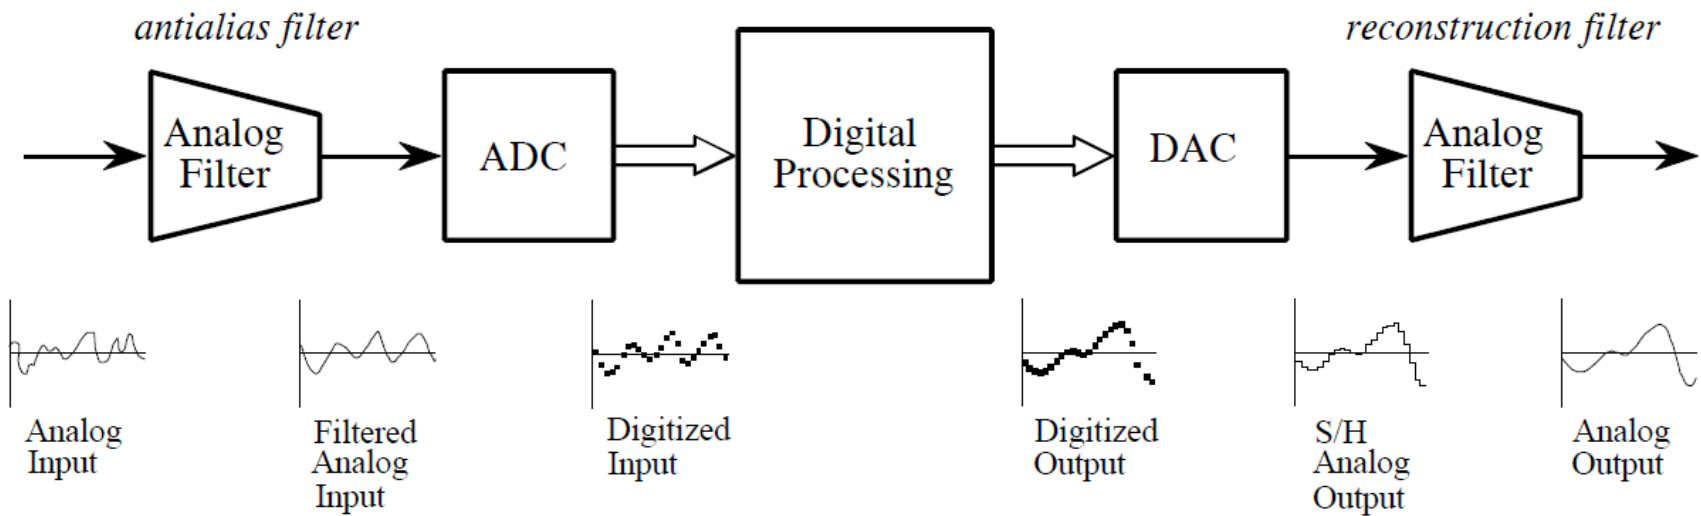 antialias filter
reconstruction filter
Analog
Filter
ADC
Digital
Processing
DAC
Analog
Filter
Analog
Input
Filtered
Analog
Input
Digitized
Input
Digitized
Output
S/H
Analog
Output
Analog
Output